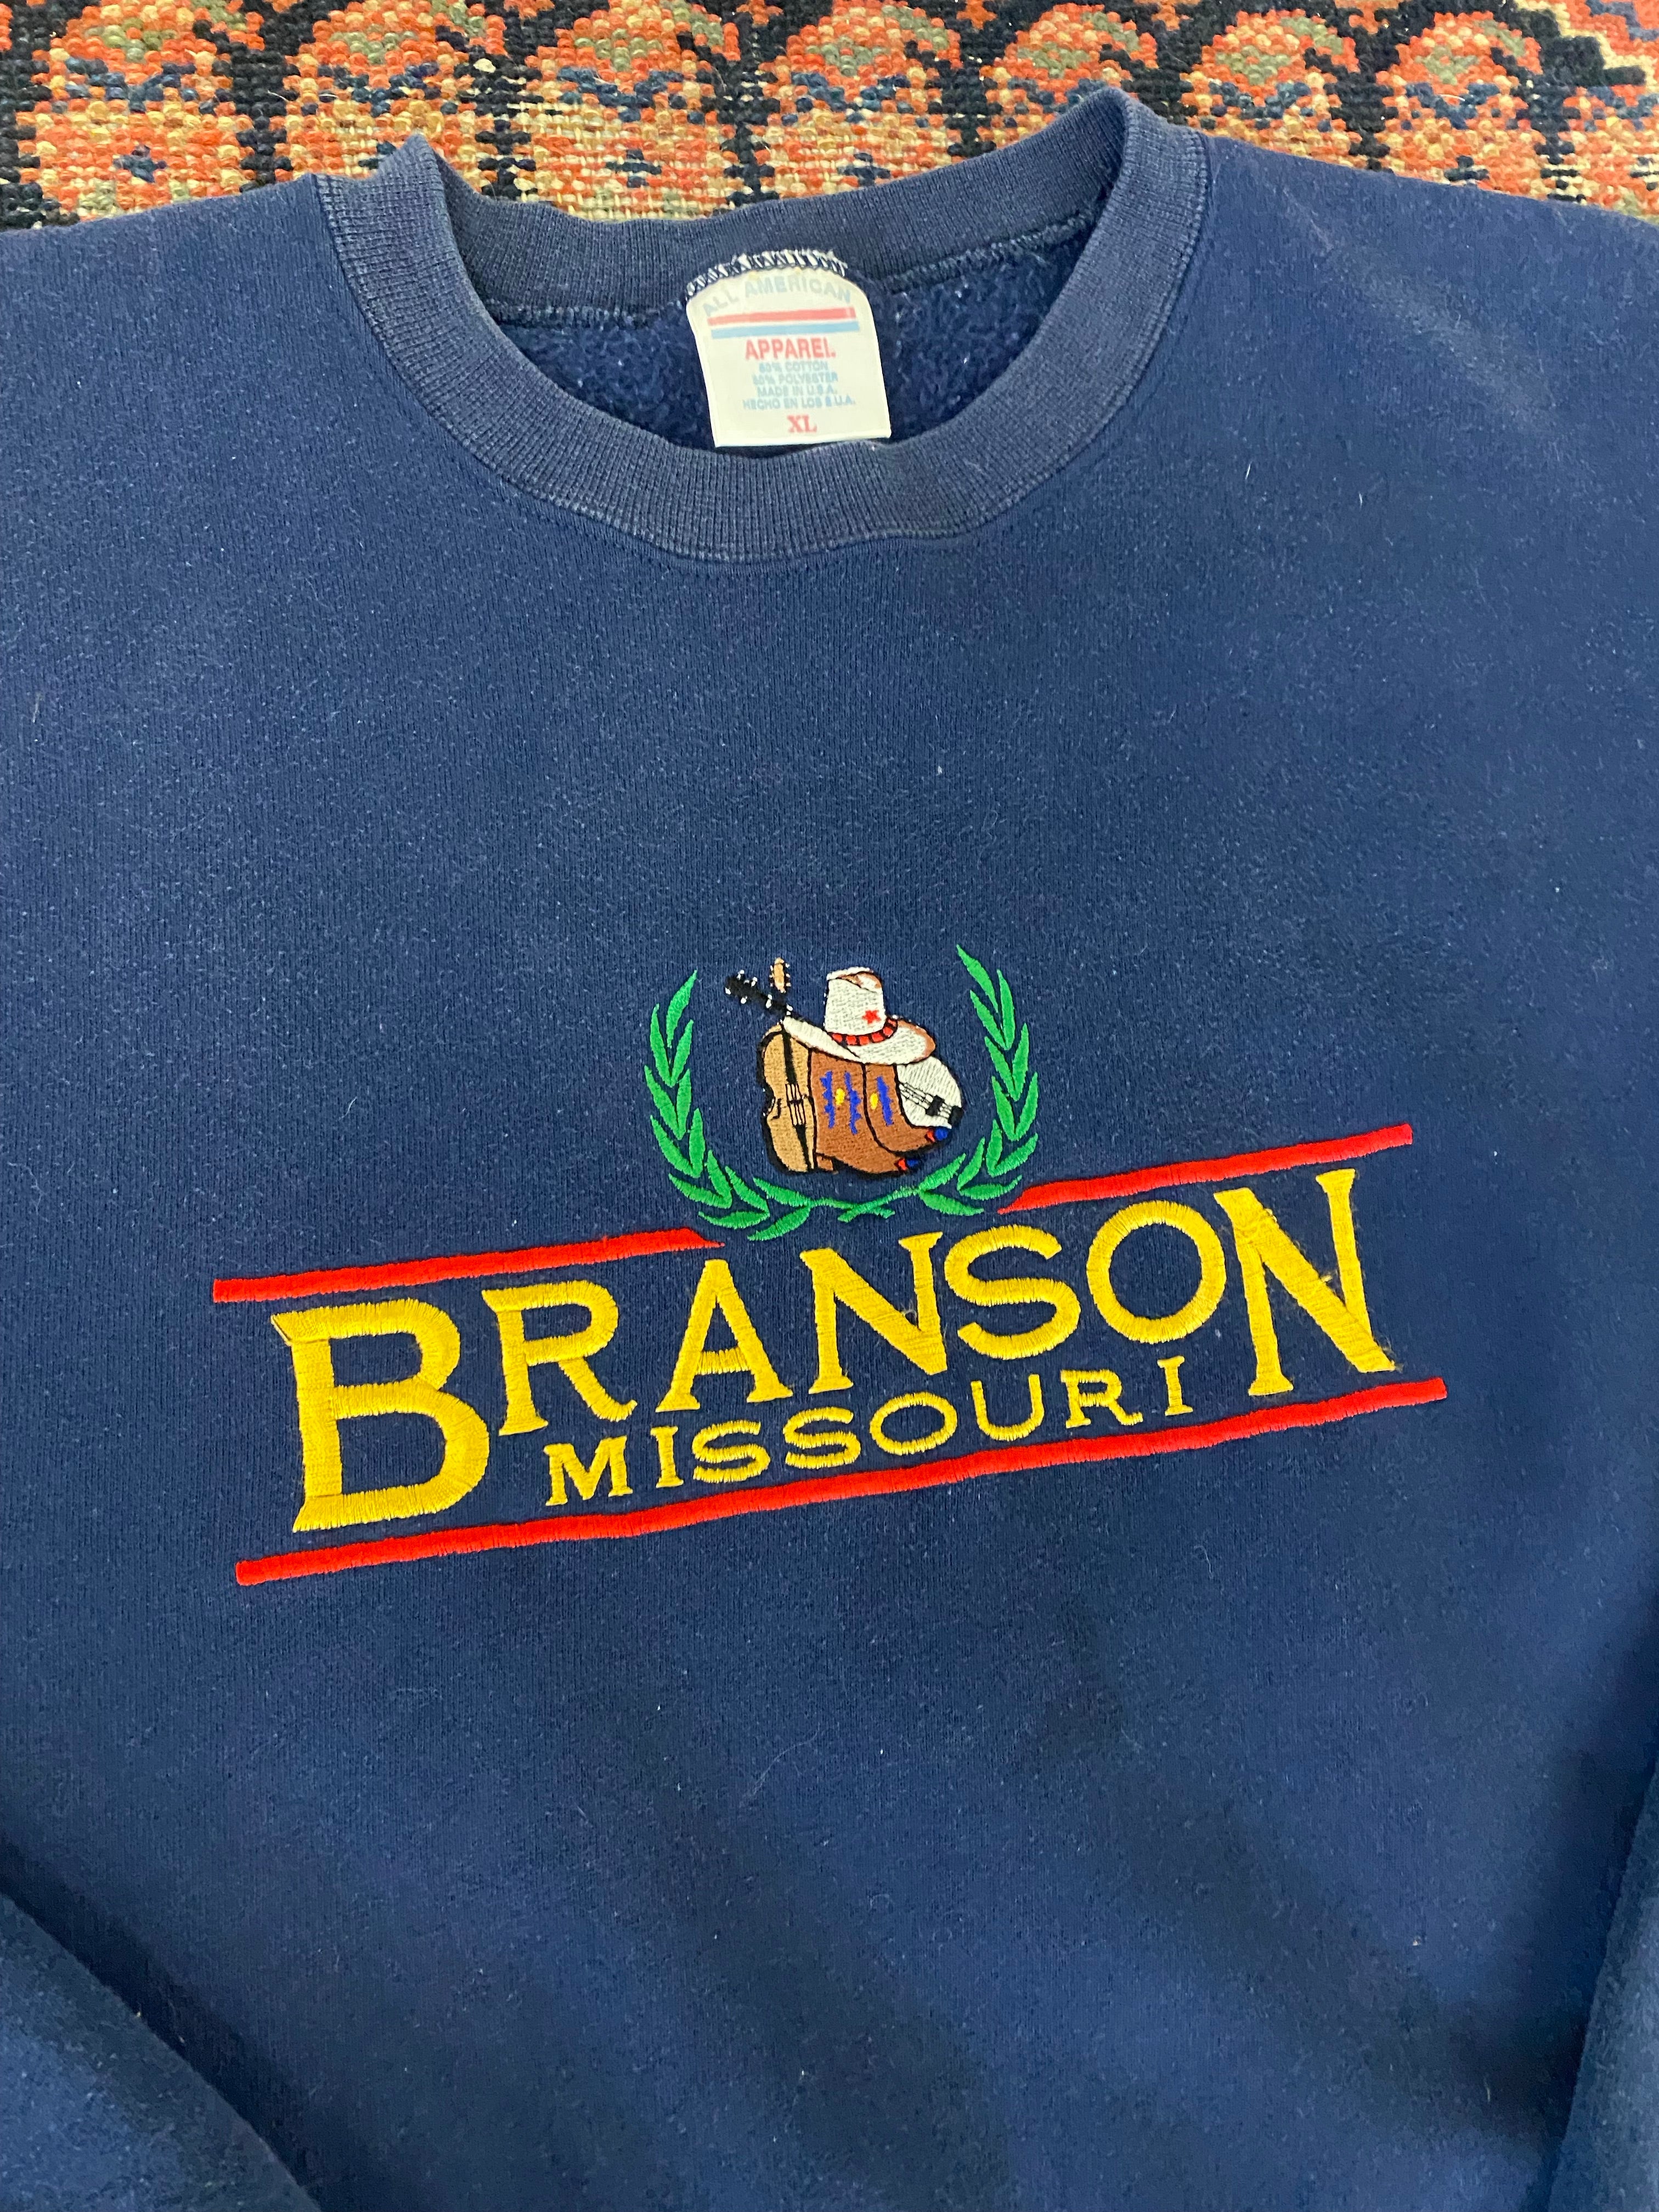 ALL AMERICAN
APPAREL
50% COTTON
50% POLYESTER
MADE IN U.S.A.
HECHO EN LOS E.U.A.
XL
BRANSON
MISSOURI